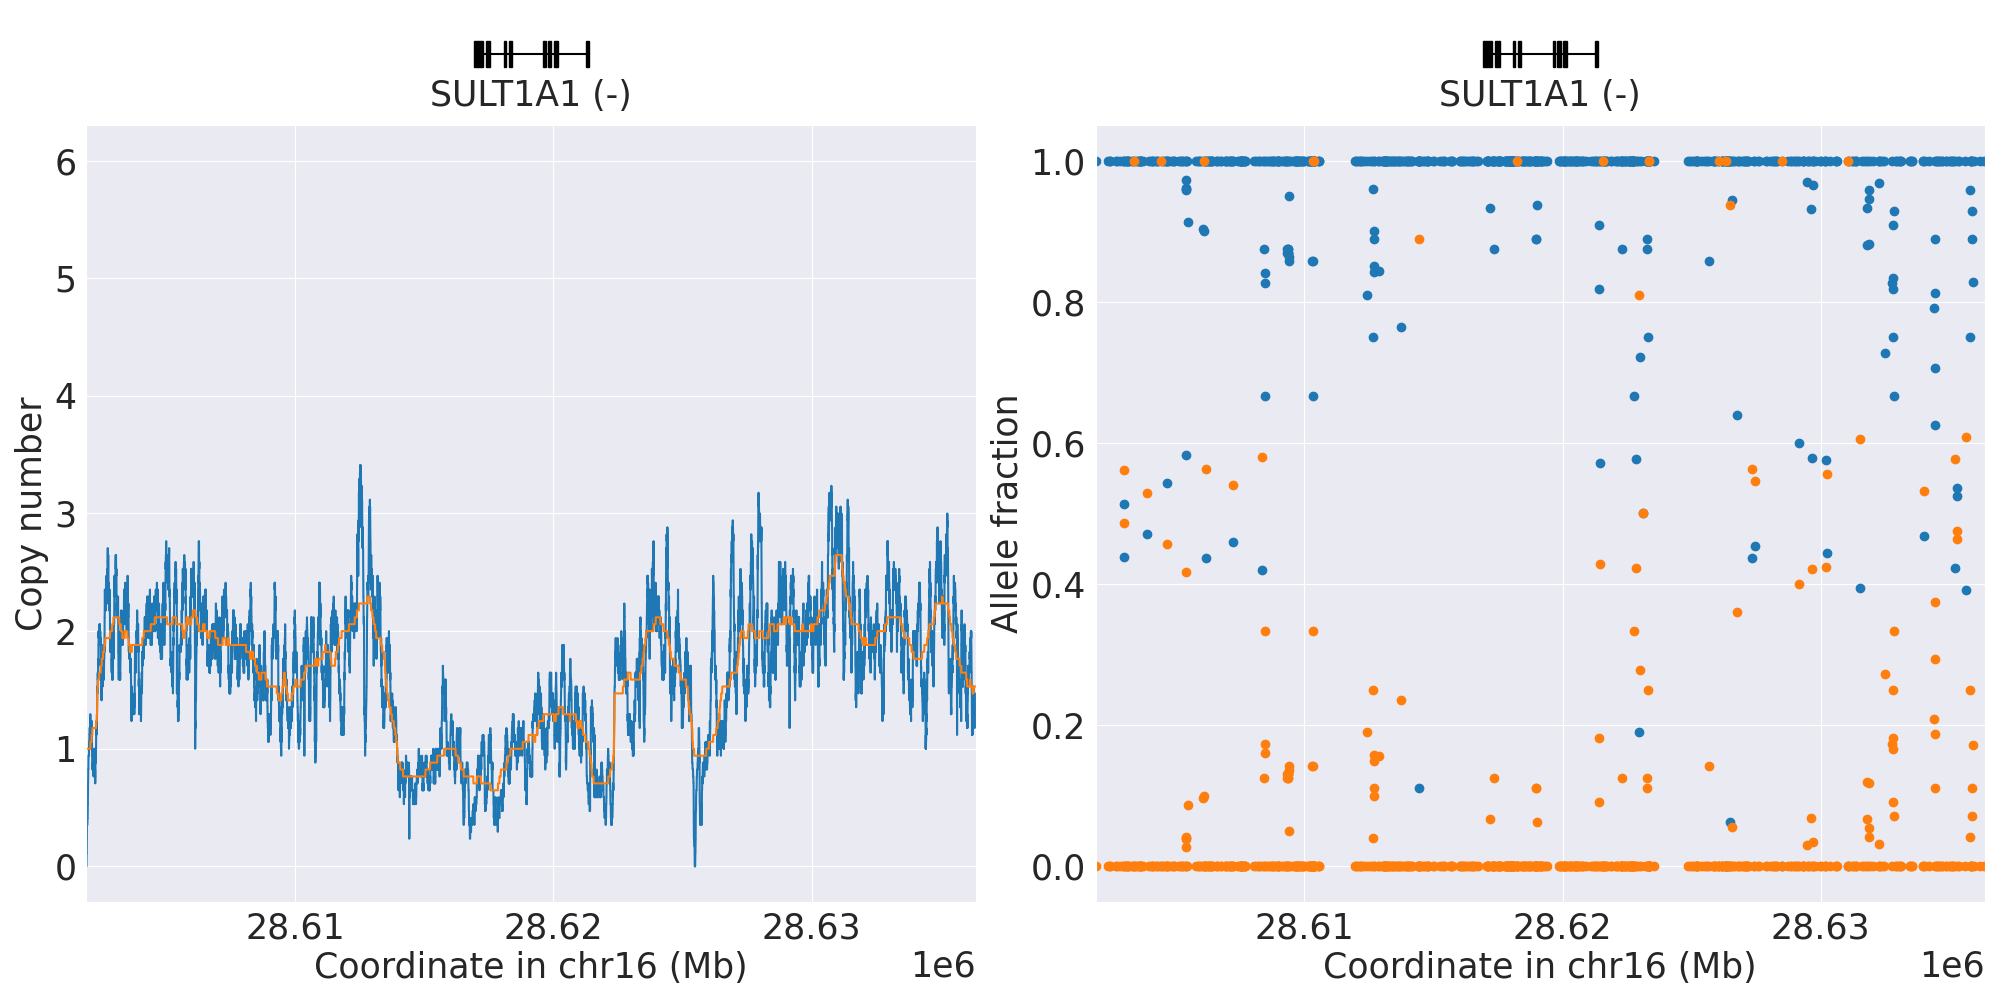 SULT1A1 (-)
Copy number
6
5
4
3
2
1
0
28.61
28.62
28.63
Coordinate in chr16 (Mb)
1e6
SULT1A1 (-)
Allele fraction
1.0
0.8
0.6
0.4
0.2
0.0
28.61
28.62
28.63
Coordinate in chr16 (Mb)
1e6